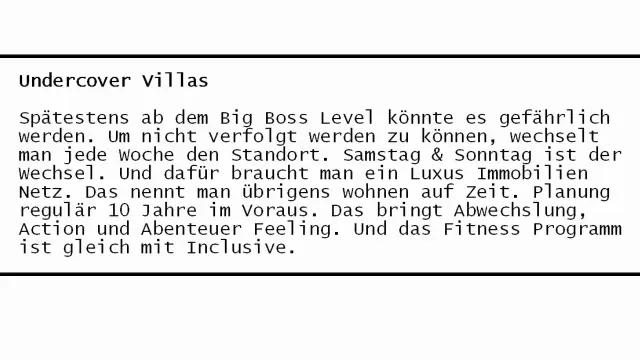 Undercover Villas
Spätestens ab dem Big Boss Level könnte es gefährlich
werden. Um nicht verfolgt werden zu können, wechselt
man jede Woche den Standort. Samstag & Sonntag ist der
Wechsel. Und dafür braucht man ein Luxus Immobilien
Netz. Das nennt man übrigens wohnen auf Zeit. Planung
regulär 10 Jahre im Voraus. Das bringt Abwechslung,
Action und Abenteuer Feeling. Und das Fitness Programm
ist gleich mit Inclusive.